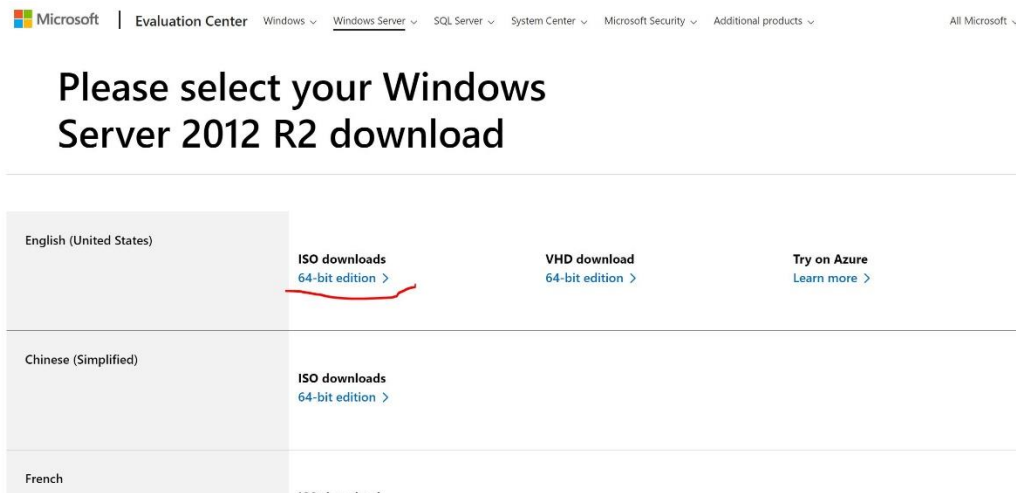 Microsoft | Evaluation Center Windows Windows Server SQL Server System Center Microsoft Security Additional products All Microsoft
Please select your Windows
Server 2012 R2 download
English (United States)
ISO downloads VHD download Try on Azure
64-bit edition > 64-bit edition > Learn more >
Chinese (Simplified)
ISO downloads
64-bit edition >
French